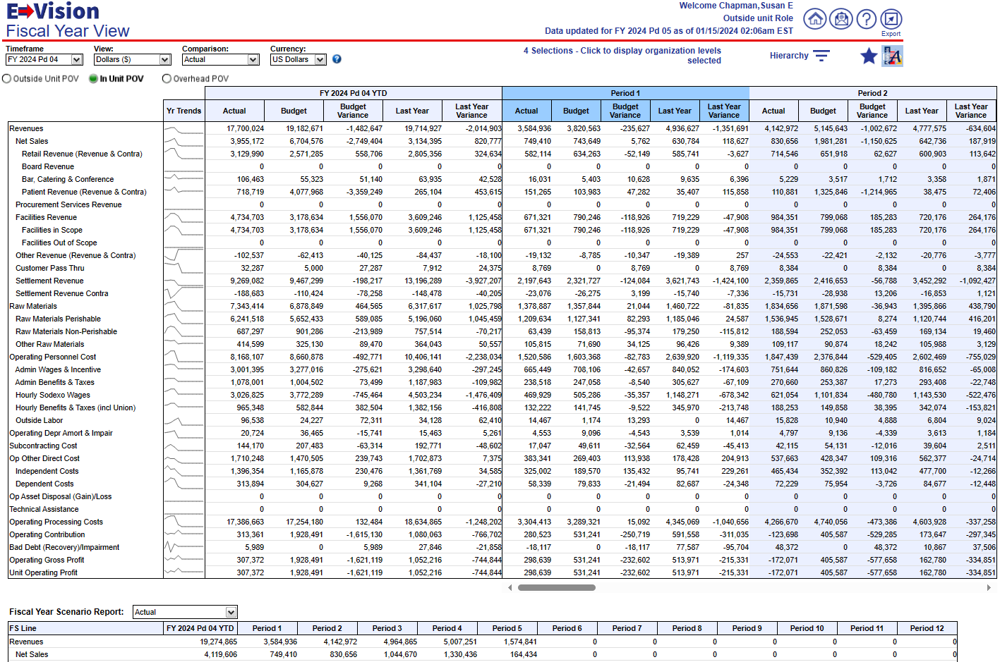 E→Vision
Welcome Chapman,Susan E
Outside unit Role
Fiscal Year View
Data updated for FY 2024 Pd 05 as of 01/15/2024 02:06am EST
Export
Timeframe View: Comparison: Currency:
FY 2024 Pd 04 Dollars ($) Actual US Dollars ?
4 Selections - Click to display organization levels selected
Hierarchy
Outside Unit POV In Unit POV Overhead POV
FY 2024 Pd 04 YTD Period 1 Period 2
Yr Trends Actual Budget Budget Variance Last Year Last Year Variance Actual Budget Budget Variance Last Year Last Year Variance Actual Budget Budget Variance Last Year Last Year Variance
Revenues 17,700,024 19,182,671 -1,482,647 19,714,927 -2,014,903 3,584,936 3,820,563 -235,627 4,936,627 -1,351,691 4,142,972 5,145,643 -1,002,672 4,777,575 -634,604
Net Sales 3,955,172 6,704,576 -2,749,404 3,134,395 820,777 749,410 743,649 5,762 630,784 118,627 830,656 1,981,281 -1,150,625 642,736 187,919
Retail Revenue (Revenue & Contra) 3,129,990 2,571,285 558,706 2,805,356 324,634 582,114 634,263 -52,149 585,741 -3,627 714,546 651,918 62,627 600,903 113,642
Board Revenue 0 0 0 0 0 0 0 0 0 0 0 0 0 0 0
Bar, Catering & Conference 106,463 55,323 51,140 63,935 42,528 16,031 5,403 10,628 9,635 6,396 5,229 3,517 1,712 3,358 1,871
Patient Revenue (Revenue & Contra) 718,719 4,077,968 -3,359,249 265,104 453,615 151,265 103,983 47,282 35,407 115,858 110,881 1,325,846 -1,214,965 38,475 72,406
Procurement Services Revenue 0 0 0 0 0 0 0 0 0 0 0 0 0 0 0
Facilities Revenue 4,734,703 3,178,634 1,556,070 3,609,246 1,125,458 671,321 790,246 -118,926 719,229 -47,908 984,351 799,068 185,283 720,176 264,176
Facilities in Scope 4,734,703 3,178,634 1,556,070 3,609,246 1,125,458 671,321 790,246 -118,926 719,229 -47,908 984,351 799,068 185,283 720,176 264,176
Facilities Out of Scope 0 0 0 0 0 0 0 0 0 0 0 0 0 0 0
Other Revenue (Revenue & Contra) -102,537 -62,413 -40,125 -84,437 -18,100 -19,132 -8,785 -10,347 -19,389 257 -24,553 -22,421 -2,132 -20,776 -3,777
Customer Pass Thru 32,287 5,000 27,287 7,912 24,375 8,769 0 8,769 0 8,769 8,384 0 8,384 0 8,384
Settlement Revenue 9,269,082 9,467,299 -198,217 13,196,289 -3,927,207 2,197,643 2,321,727 -124,084 3,621,743 -1,424,100 2,359,865 2,416,653 -56,788 3,452,292 -1,092,427
Settlement Revenue Contra -188,683 -110,424 -78,258 -148,478 -40,205 -23,076 -26,275 3,199 -15,740 -7,336 -15,731 -28,938 13,206 -16,853 1,121
Raw Materials 7,343,414 6,878,849 464,565 6,317,617 1,025,798 1,378,887 1,357,844 21,044 1,460,722 -81,835 1,834,656 1,871,598 -36,943 1,395,866 438,790
Raw Materials Perishable 6,241,518 5,652,433 589,085 5,196,060 1,045,459 1,209,634 1,127,341 82,293 1,185,046 24,587 1,536,945 1,528,671 8,274 1,120,744 416,201
Raw Materials Non-Perishable 687,297 901,286 -213,989 757,514 -70,217 63,439 158,813 -95,374 179,250 -115,812 188,594 252,053 -63,459 169,134 19,460
Other Raw Materials 414,599 325,130 89,470 364,043 50,557 105,815 71,690 34,125 96,426 9,389 109,117 90,874 18,242 105,988 3,129
Operating Personnel Cost 8,168,107 8,660,878 -492,771 10,406,141 -2,238,034 1,520,586 1,603,368 -82,783 2,639,920 -1,119,335 1,847,439 2,376,844 -529,405 2,602,469 -755,029
Admin Wages & Incentive 3,001,395 3,277,016 -275,621 3,298,640 -297,245 665,449 708,106 -42,657 840,052 -174,603 751,644 860,826 -109,182 816,652 -65,008
Admin Benefits & Taxes 1,078,001 1,004,502 73,499 1,187,983 -109,982 238,518 247,058 -8,540 305,627 -67,109 270,660 253,387 17,273 293,408 -22,748
Hourly Sodexo Wages 3,026,825 3,772,289 -745,464 4,503,234 -1,476,409 469,929 505,286 -35,357 1,148,271 -678,342 621,054 1,101,834 -480,780 1,143,530 -522,476
Hourly Benefits & Taxes (incl Union) 965,348 582,844 382,504 1,382,156 -416,808 132,222 141,745 -9,522 345,970 -213,748 188,253 149,858 38,395 342,074 -153,821
Outside Labor 96,538 24,227 72,311 34,128 62,410 14,467 1,174 13,293 0 14,467 15,828 10,940 4,888 6,804 9,024
Operating Depr Amort & Impair 20,724 36,465 -15,741 15,463 5,261 4,553 9,096 -4,543 3,539 1,014 4,797 9,136 -4,339 3,613 1,184
Subcontracting Cost 144,170 207,483 -63,314 192,771 -48,602 17,047 49,611 -32,564 62,459 -45,413 42,115 54,131 -12,016 39,604 2,511
Op Other Direct Cost 1,710,248 1,470,505 239,743 1,702,873 7,375 383,341 269,403 113,938 178,428 204,913 537,663 428,347 109,316 562,377 -24,714
Independent Costs 1,396,354 1,165,878 230,476 1,361,769 34,585 325,002 189,570 135,432 95,741 229,261 465,434 352,392 113,042 477,700 -12,266
Dependent Costs 313,894 304,627 9,268 341,104 -27,210 58,339 79,833 -21,494 82,687 -24,348 72,229 75,954 -3,726 84,677 -12,448
Op Asset Disposal (Gain)/Loss 0 0 0 0 0 0 0 0 0 0 0 0 0 0 0
Technical Assistance 0 0 0 0 0 0 0 0 0 0 0 0 0 0 0
Operating Processing Costs 17,386,663 17,254,180 132,484 18,634,865 -1,248,202 3,304,413 3,289,321 15,092 4,345,069 -1,040,656 4,266,670 4,740,056 -473,386 4,603,928 -337,258
Operating Contribution 313,361 1,928,491 -1,615,130 1,080,063 -766,702 280,523 531,241 -250,719 591,558 -311,035 -123,698 405,587 -529,285 173,647 -297,345
Bad Debt (Recovery)/Impairment 5,989 0 5,989 27,846 -21,858 -18,117 0 -18,117 77,587 -95,704 48,372 0 48,372 10,867 37,506
Operating Gross Profit 307,372 1,928,491 -1,621,119 1,052,216 -744,844 298,639 531,241 -232,602 513,971 -215,331 -172,071 405,587 -577,658 162,780 -334,851
Unit Operating Profit 307,372 1,928,491 -1,621,119 1,052,216 -744,844 298,639 531,241 -232,602 513,971 -215,331 -172,071 405,587 -577,658 162,780 -334,851
Fiscal Year Scenario Report: Actual
FS Line FY 2024 Pd 04 YTD Period 1 Period 2 Period 3 Period 4 Period 5 Period 6 Period 7 Period 8 Period 9 Period 10 Period 11 Period 12
Revenues 19,274,865 3,584,936 4,142,972 4,964,865 5,007,251 1,574,841 0 0 0 0 0 0 0
Net Sales 4,119,606 749,410 830,656 1,044,670 1,330,436 164,434 0 0 0 0 0 0 0